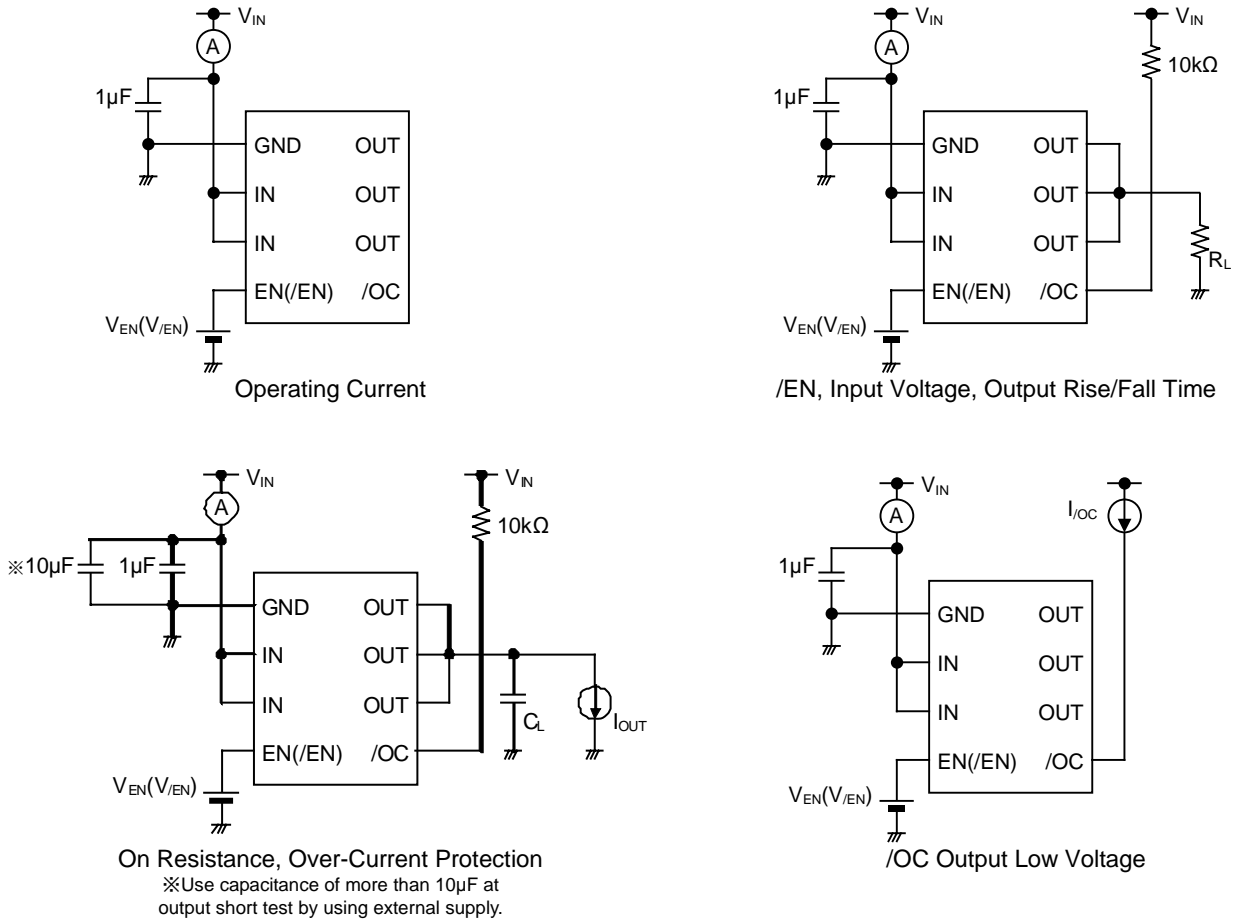 VIN
A
1µF
GND OUT
IN OUT
IN OUT
EN(/EN) /OC
VEN(V/EN)
Operating Current
VIN VIN
A
10kΩ
1µF
GND OUT
IN OUT
IN OUT
RL
EN(/EN) /OC
VEN(V/EN)
/EN, Input Voltage, Output Rise/Fall Time
VIN VIN
A
10kΩ
※10µF 1µF
GND OUT
IN OUT
IN OUT
CL IOUT
EN(/EN) /OC
VEN(V/EN)
On Resistance, Over-Current Protection
※Use capacitance of more than 10µF at
output short test by using external supply.
VIN
I/OC
A
1µF
GND OUT
IN OUT
IN OUT
EN(/EN) /OC
VEN(V/EN)
/OC Output Low Voltage